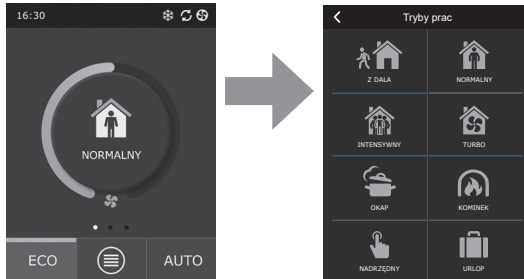 16:30
NORMALNY
ECO
AUTO
Tryby prac
Z DALA
NORMALNY
INTENSYWNY
TURBO
OKAP
KOMINEK
NADRZĘDNY
URLOP